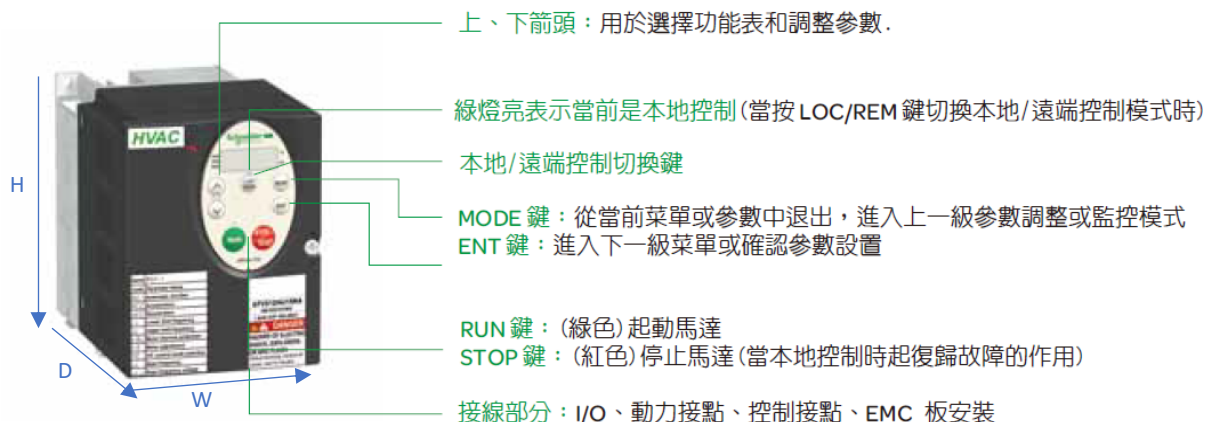 上、下箭頭：用於選擇功能表和調整參數.
綠燈亮表示當前是本地控制(當按 LOC/REM 鍵切換本地/遠端控制模式時)
本地/遠端控制切換鍵
MODE 鍵：從當前菜單或參數中退出，進入上一級參數調整或監控模式
ENT 鍵：進入下一級菜單或確認參數設置
RUN 鍵：(綠色)起動馬達
STOP 鍵：(紅色)停止馬達(當本地控制時起復歸故障的作用)
接線部分：I/O、動力接點、控制接點、EMC 板安裝
H
D
W
HVAC
Schneider
RUN
DANGER